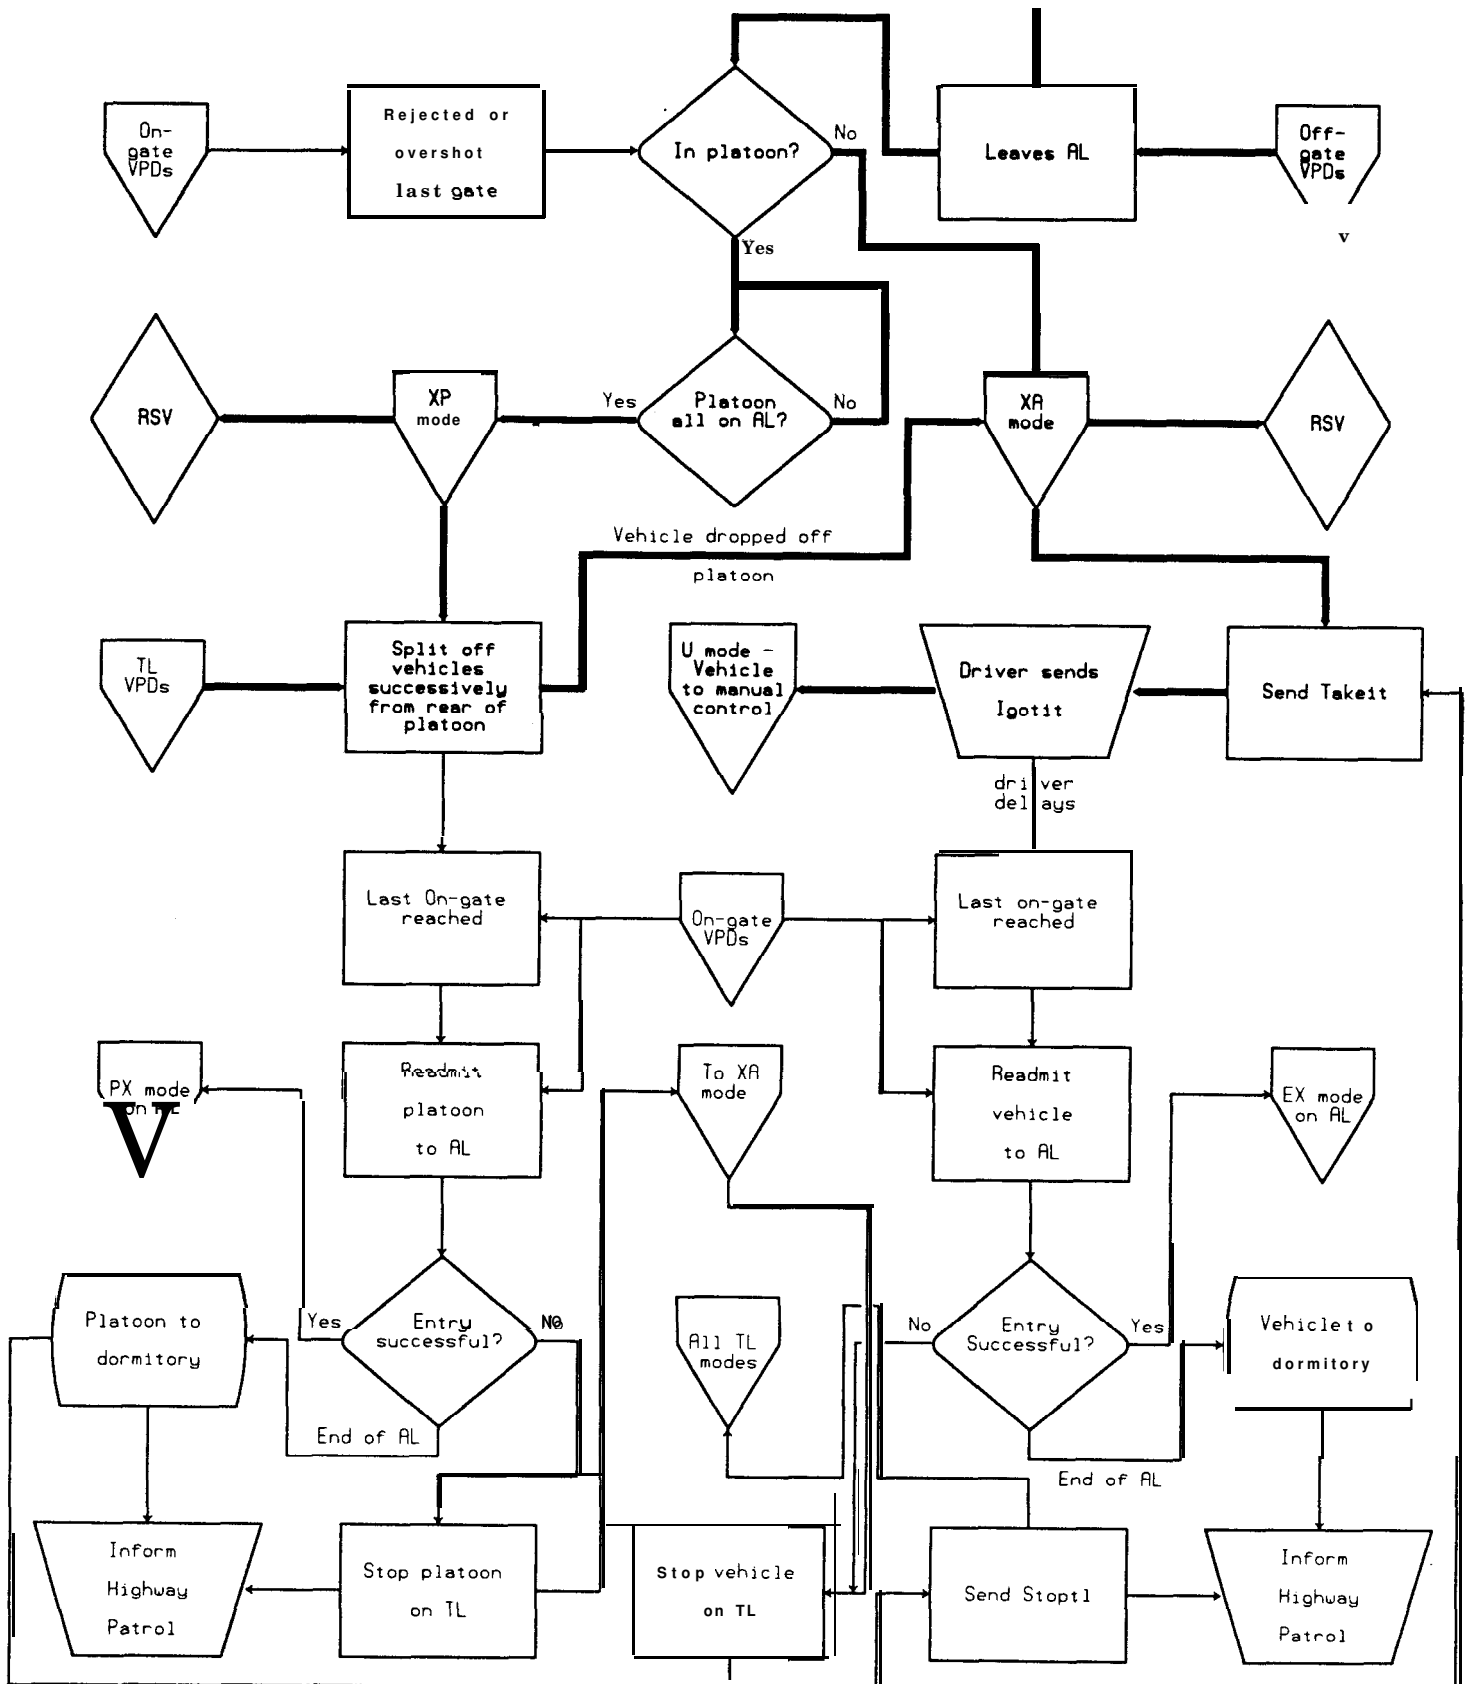 On-
gate
VPDs
Rejected or
overshot
last gate
In platoon?
No
Leaves AL
Off-
gate
VPDs
v
Yes
RSV
XP
mode
Yes
Platoon
all on AL?
No
XA
mode
RSV
Vehicle dropped off
platoon
TL
VPDs
Split off
vehicles
successively
from rear of
platoon
U mode -
Vehicle
to manual
control
Driver sends
Igotit
Send Takeit
driver
delays
Last On-gate
reached
On-gate
VPDs
Last on-gate
reached
PX mode
on AL
V
Readmit
platoon
to AL
To XA
mode
Readmit
vehicle
to AL
EX mode
on AL
Platoon to
dormitory
Yes
Entry
successful?
No
All TL
modes
No
Entry
Successful?
Yes
Vehicle to
dormitory
End of AL
End of AL
Inform
Highway
Patrol
Stop platoon
on TL
Stop vehicle
on TL
Send Stoptl
Inform
Highway
Patrol